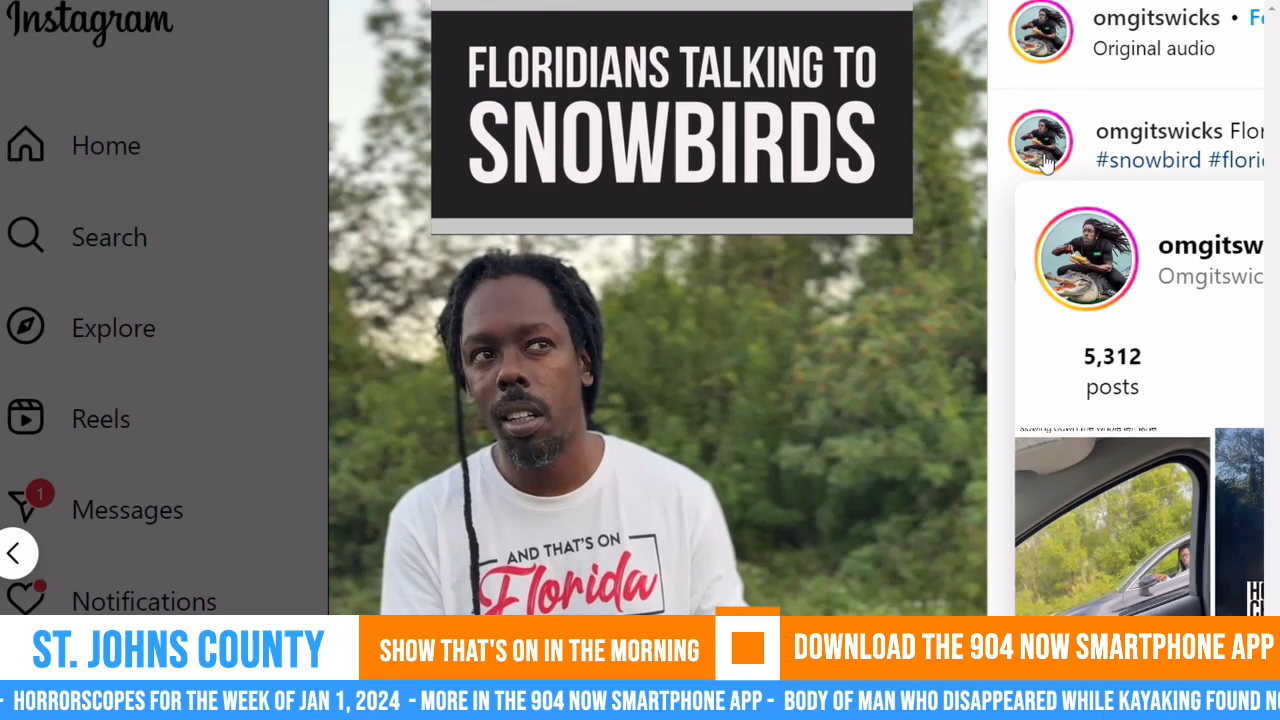 Instagram
Home
Search
Explore
Reels
1
Messages
Notifications
FLORIDIANS TALKING TO
SNOWBIRDS
AND THAT'S ON
Florida
omgitswicks •
Original audio
omgitswicks
#snowbird
5,312
posts
ST. JOHNS COUNTY
SHOW THAT'S ON IN THE MORNING
DOWNLOAD THE 904 NOW SMARTPHONE APP
- HORRORSCOPES FOR THE WEEK OF JAN 1, 2024 - MORE IN THE 904 NOW SMARTPHONE APP - BODY OF MAN WHO DISAPPEARED WHILE KAYAKING FOUND